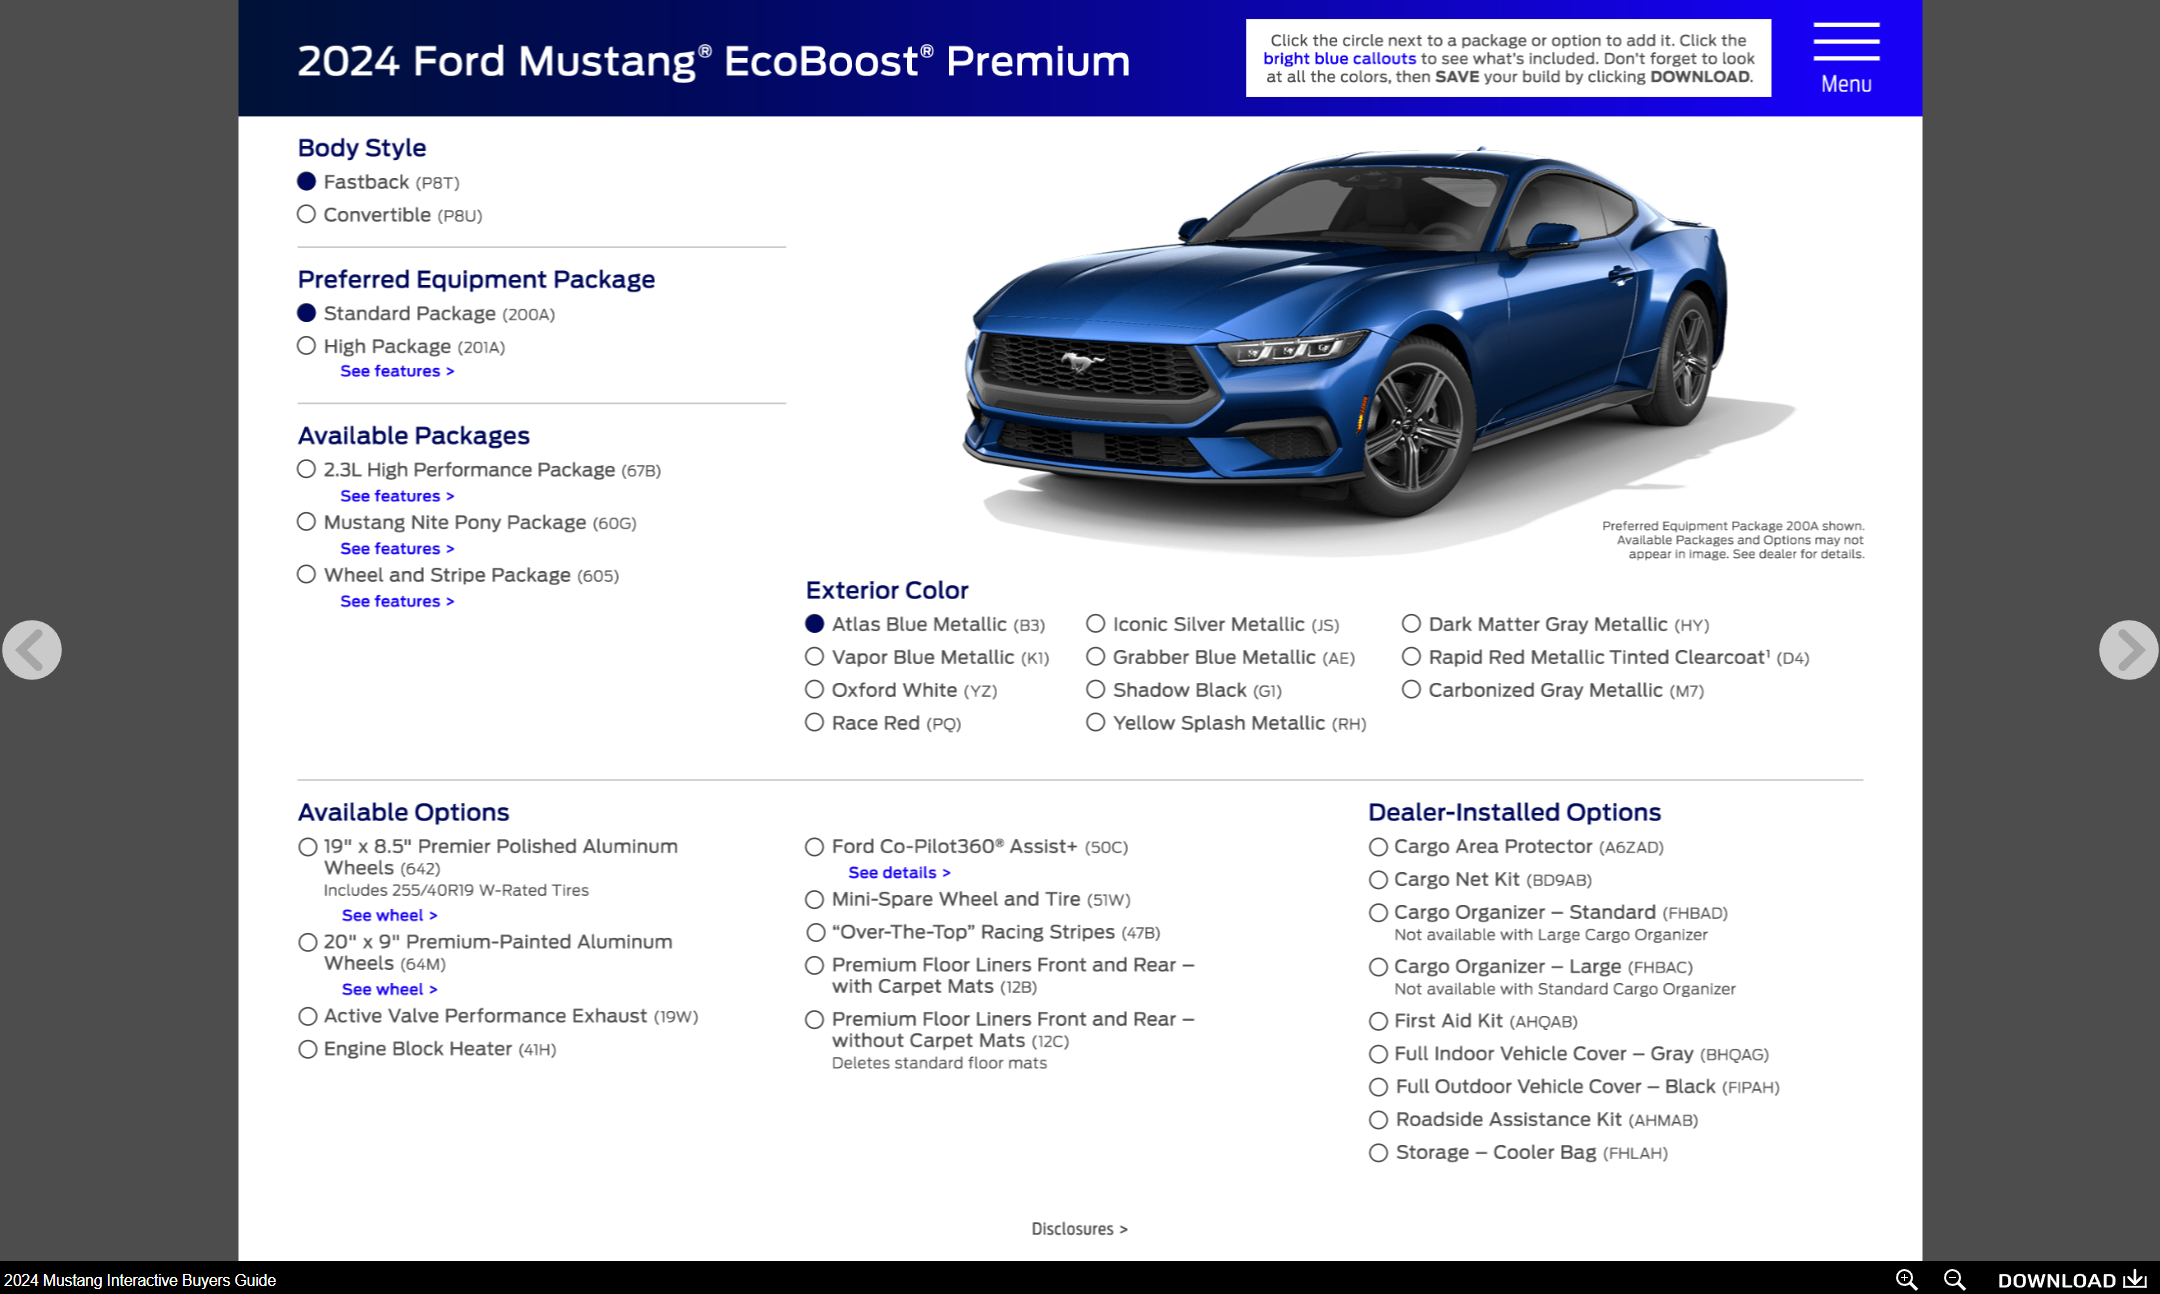 2024 Ford Mustang® EcoBoost® Premium
Click the circle next to a package or option to add it. Click the
bright blue callouts to see what's included. Don't forget to look
at all the colors, then SAVE your build by clicking DOWNLOAD.
Menu
Body Style
Fastback (P8T)
Convertible (P8U)
Preferred Equipment Package
Standard Package (200A)
High Package (201A)
See features >
Available Packages
2.3L High Performance Package (67B)
See features >
Mustang Nite Pony Package (60G)
See features >
Wheel and Stripe Package (605)
See features >
Preferred Equipment Package 200A shown.
Available Packages and Options may not
appear in image. See dealer for details.
Exterior Color
Atlas Blue Metallic (B3)
Vapor Blue Metallic (K1)
Oxford White (YZ)
Race Red (PQ)
Iconic Silver Metallic (JS)
Grabber Blue Metallic (AE)
Shadow Black (G1)
Yellow Splash Metallic (RH)
Dark Matter Gray Metallic (HY)
Rapid Red Metallic Tinted Clearcoat¹ (D4)
Carbonized Gray Metallic (M7)
Available Options
19" x 8.5" Premier Polished Aluminum
Wheels (642)
Includes 255/40R19 W-Rated Tires
See wheel >
20" x 9" Premium-Painted Aluminum
Wheels (64M)
See wheel >
Active Valve Performance Exhaust (19W)
Engine Block Heater (41H)
Ford Co-Pilot360® Assist+ (50C)
See details >
Mini-Spare Wheel and Tire (51W)
“Over-The-Top” Racing Stripes (47B)
Premium Floor Liners Front and Rear –
with Carpet Mats (12B)
Premium Floor Liners Front and Rear –
without Carpet Mats (12C)
Deletes standard floor mats
Dealer-Installed Options
Cargo Area Protector (A6ZAD)
Cargo Net Kit (BD9AB)
Cargo Organizer – Standard (FHBAD)
Not available with Large Cargo Organizer
Cargo Organizer – Large (FHBAC)
Not available with Standard Cargo Organizer
First Aid Kit (AHQAB)
Full Indoor Vehicle Cover – Gray (BHQAG)
Full Outdoor Vehicle Cover – Black (FIPAH)
Roadside Assistance Kit (AHMAB)
Storage – Cooler Bag (FHLAH)
Disclosures >
2024 Mustang Interactive Buyers Guide
DOWNLOAD